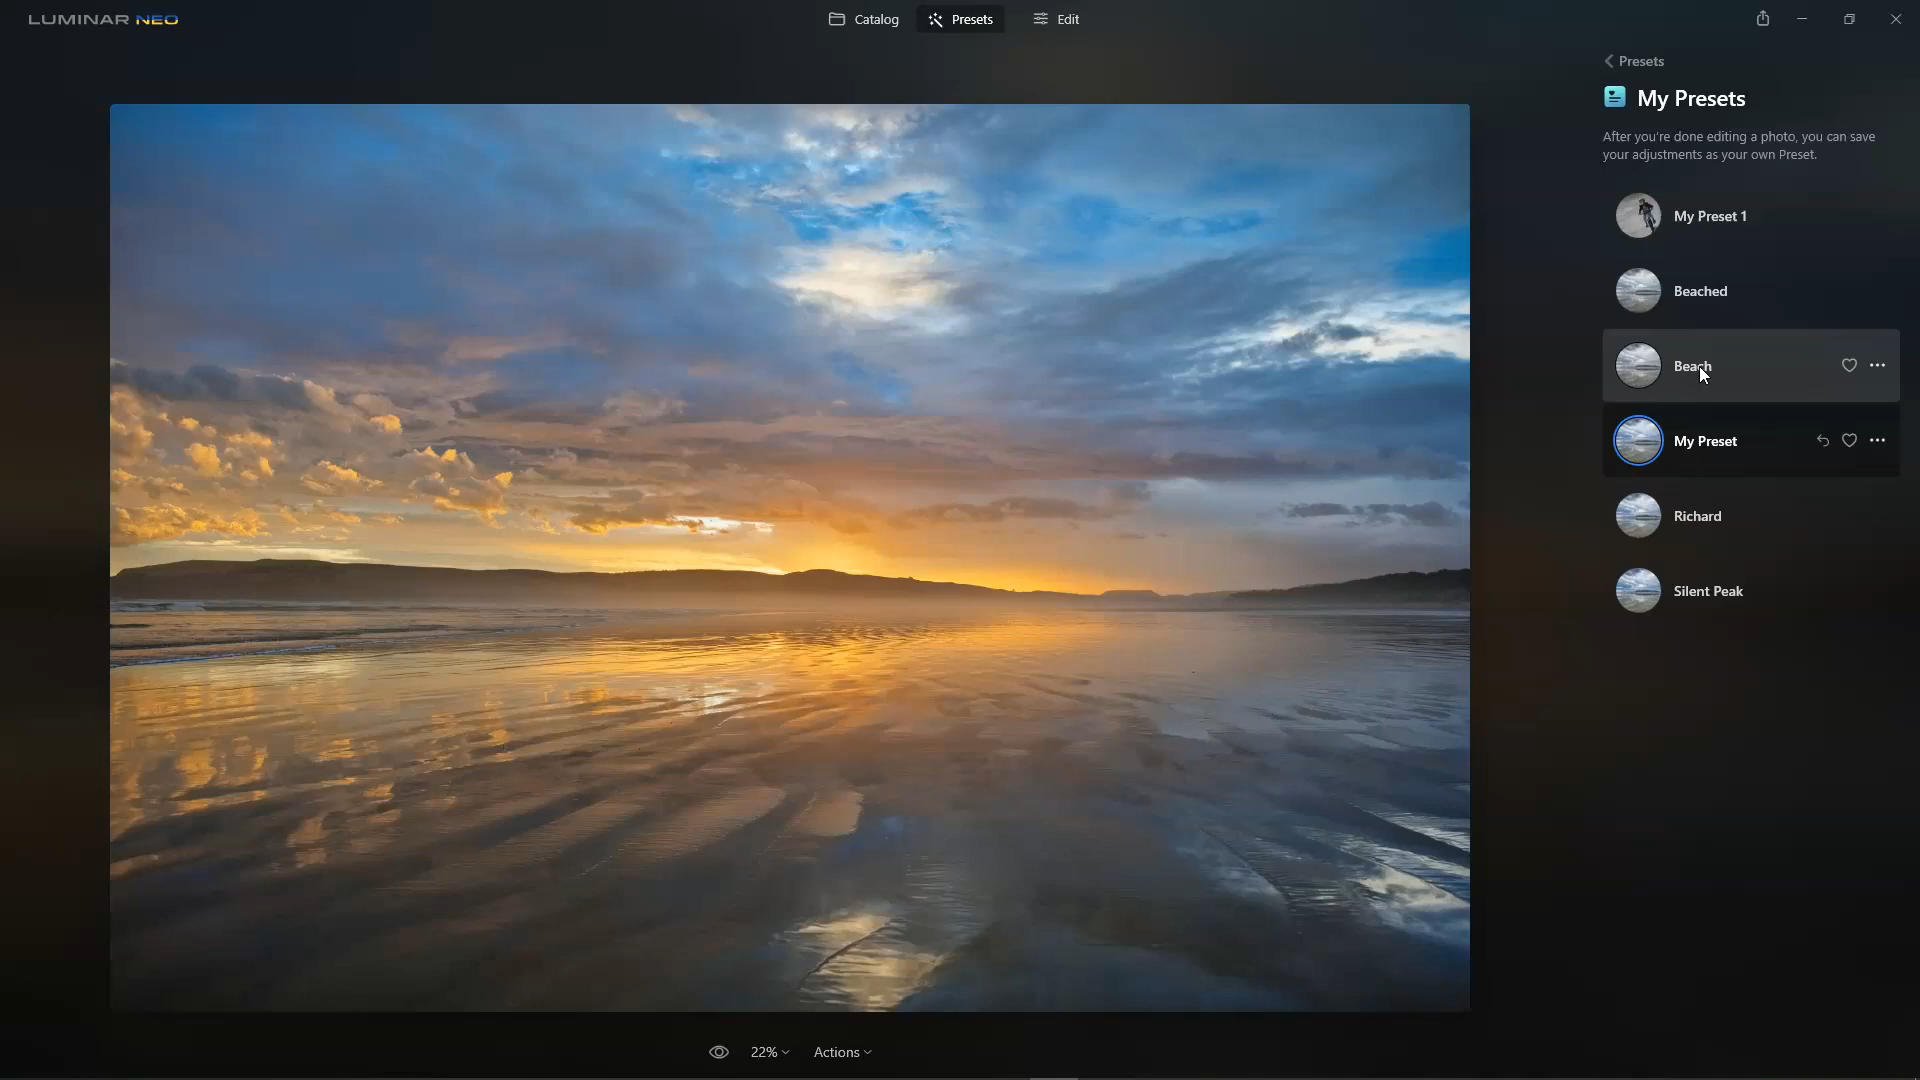 LUMINAR NEO
Catalog
Presets
Edit
Presets
My Presets
After you're done editing a photo, you can save
your adjustments as your own Preset.
My Preset 1
Beached
Beach
My Preset
Richard
Silent Peak
22%
Actions